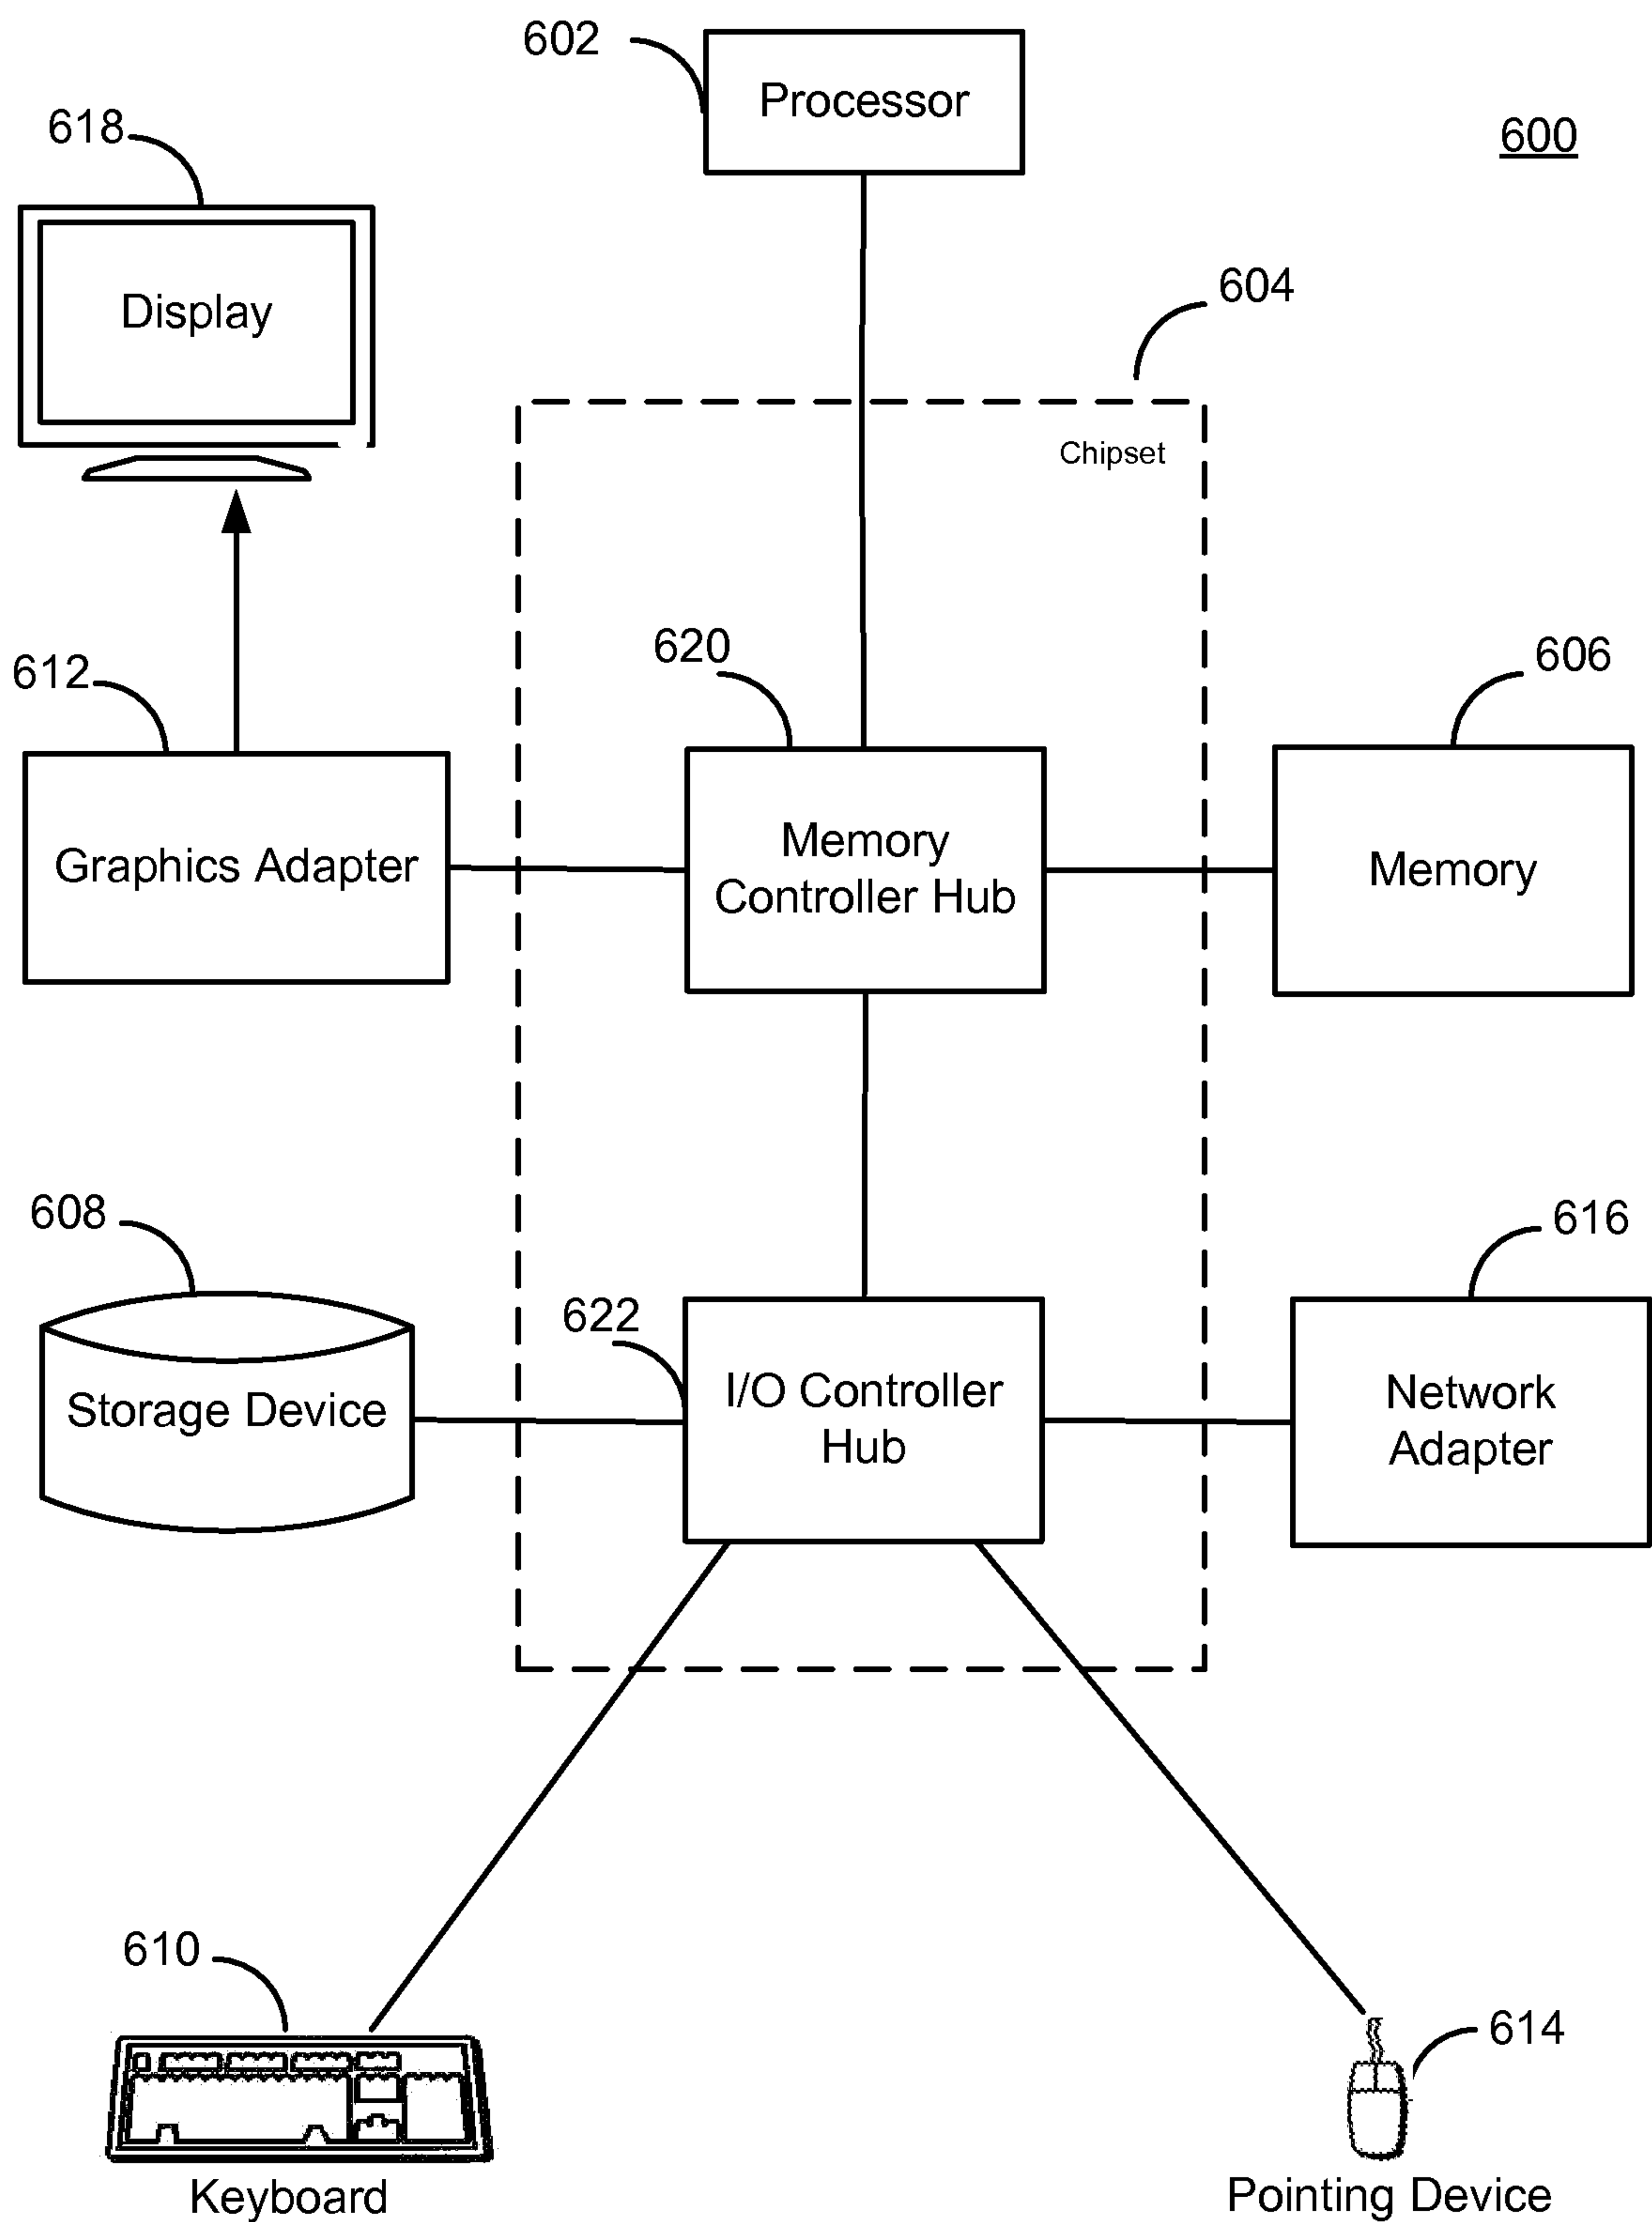 602
Processor
600
618
Display
604
Chipset
620
606
612
Memory
Controller Hub
Graphics Adapter
Memory
608
616
622
I/O Controller
Hub
Storage Device
Network
Adapter
610
614
Keyboard
Pointing Device